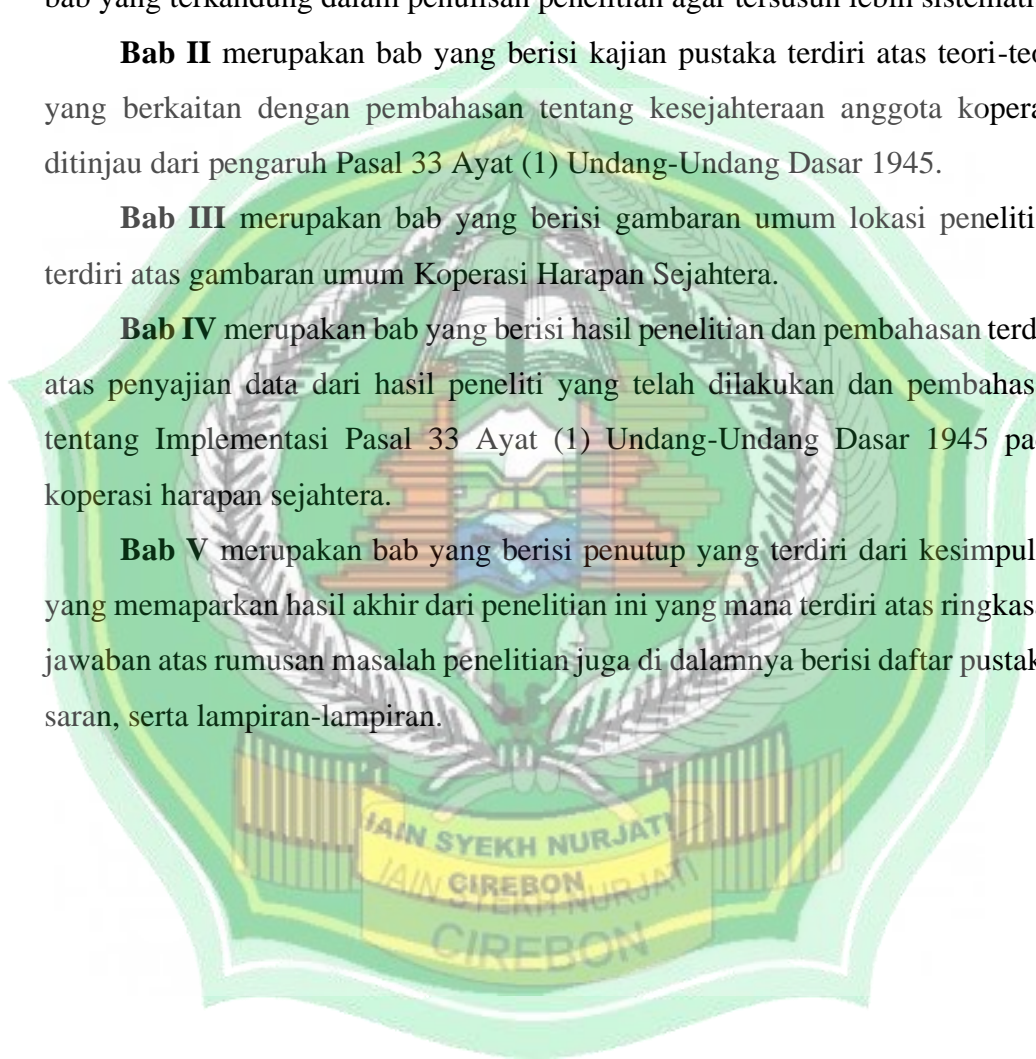 bab yang terkandung dalam penulisan penelitian agar tersusun lebih sistemati
Bab II merupakan bab yang berisi kajian pustaka terdiri atas teori-teo
yang berkaitan dengan pembahasan tentang kesejahteraan anggota kopera
ditinjau dari pengaruh Pasal 33 Ayat (1) Undang-Undang Dasar 1945.
Bab III merupakan bab yang berisi gambaran umum lokasi peneliti
terdiri atas gambaran umum Koperasi Harapan Sejahtera.
Bab IV merupakan bab yang berisi hasil penelitian dan pembahasan terd
atas penyajian data dari hasil peneliti yang telah dilakukan dan pembahas
tentang Implementasi Pasal 33 Ayat (1) Undang-Undang Dasar 1945 pa
koperasi harapan sejahtera.
Bab V merupakan bab yang berisi penutup yang terdiri dari kesimpul
yang memaparkan hasil akhir dari penelitian ini yang mana terdiri atas ringkas
jawaban atas rumusan masalah penelitian juga di dalamnya berisi daftar pustak
saran, serta lampiran-lampiran.
IAIN SYEKH NURJATI
CIREBON
IAIN SYEKH NURJATI
CIREBON